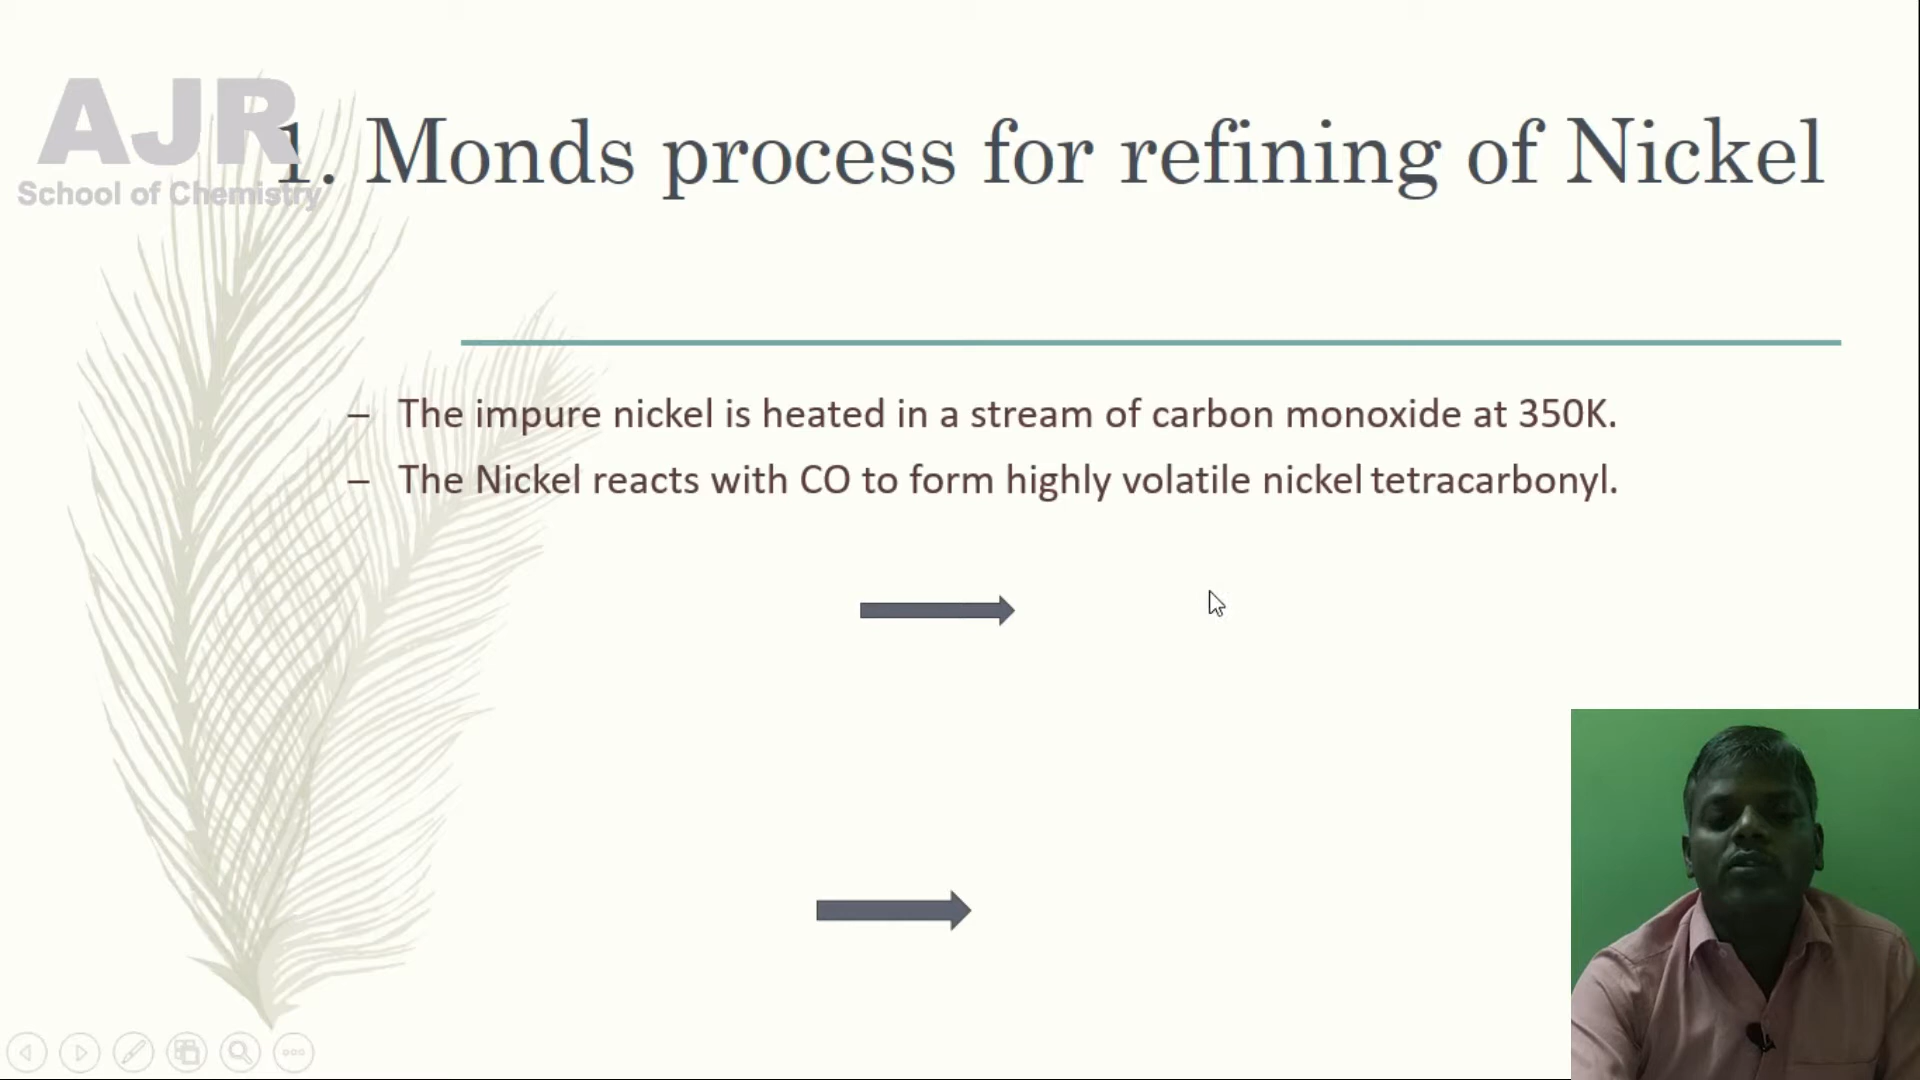 AJR
School of Chemistry
1. Monds process for refining of Nickel
– The impure nickel is heated in a stream of carbon monoxide at 350K.
– The Nickel reacts with CO to form highly volatile nickel tetracarbonyl.